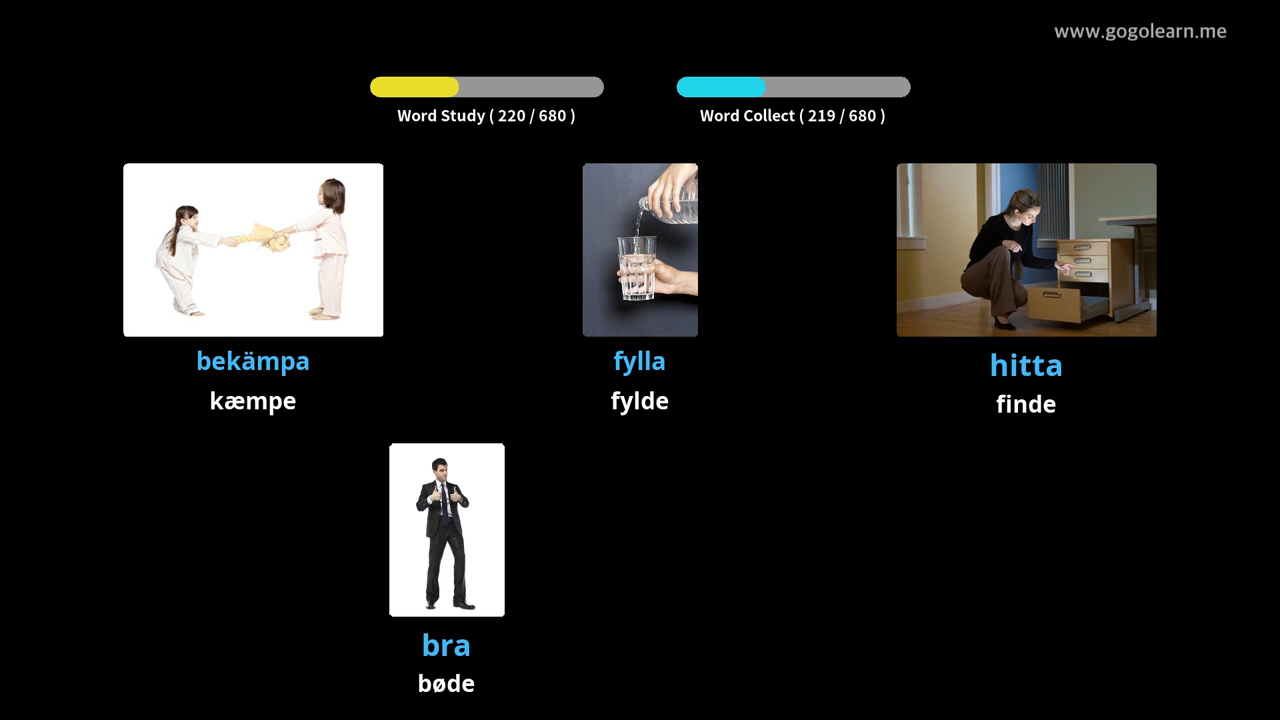 www.gogolearn.me
Word Study ( 220 / 680 )
Word Collect ( 219 / 680 )
bekämpa
kæmpe
fylla
fylde
hitta
finde
bra
bøde